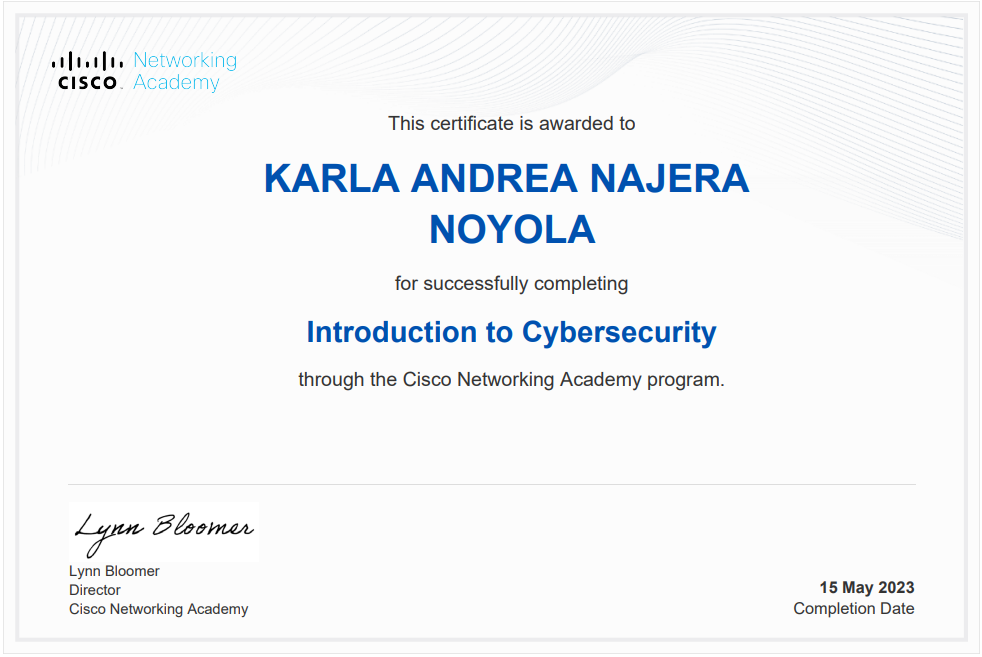 Networking
CISCO Academy
This certificate is awarded to
KARLA ANDREA NAJERA
NOYOLA
for successfully completing
Introduction to Cybersecurity
through the Cisco Networking Academy program.
Lynn Bloomer
Lynn Bloomer
Director
Cisco Networking Academy
15 May 2023
Completion Date